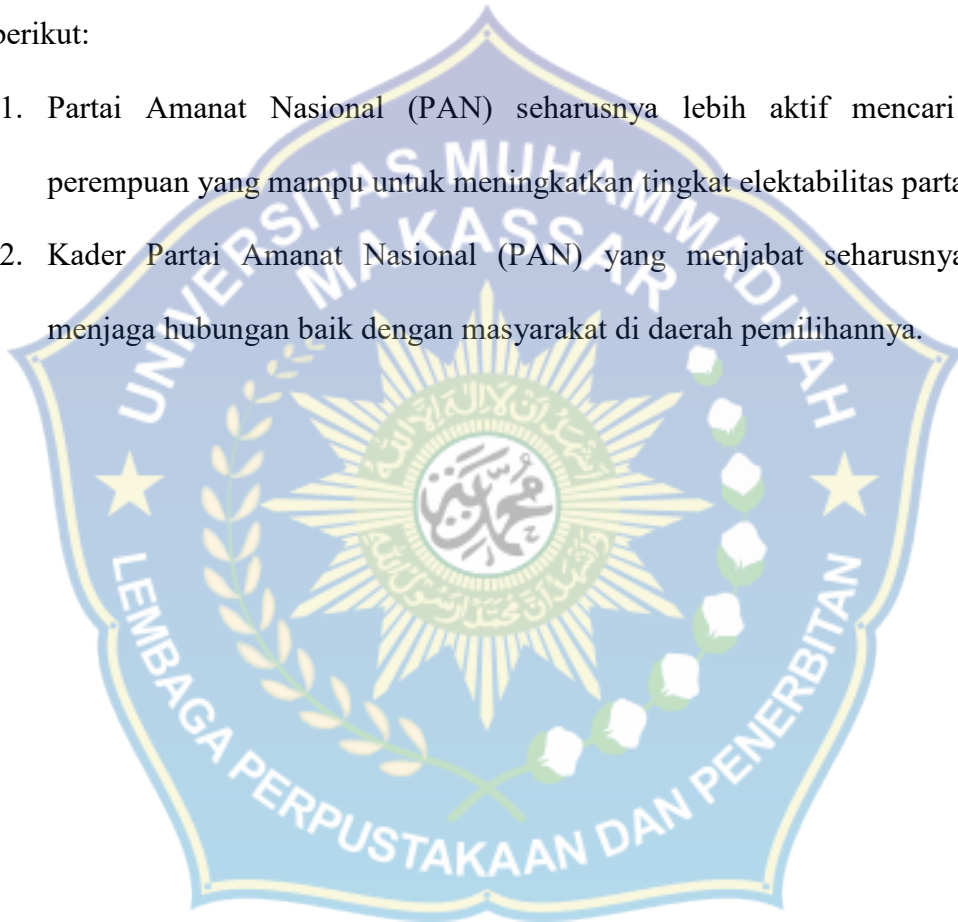 berikut:
1. Partai Amanat Nasional (PAN) seharusnya lebih aktif mencari
perempuan yang mampu untuk meningkatkan tingkat elektabilitas parta
2. Kader Partai Amanat Nasional (PAN) yang menjabat seharusnya
menjaga hubungan baik dengan masyarakat di daerah pemilihannya.
UNIVERSITAS MUHAMMADIYAH
MAKASSAR
محمد
LEMBAGA PERPUSTAKAAN DAN PENERBITAN